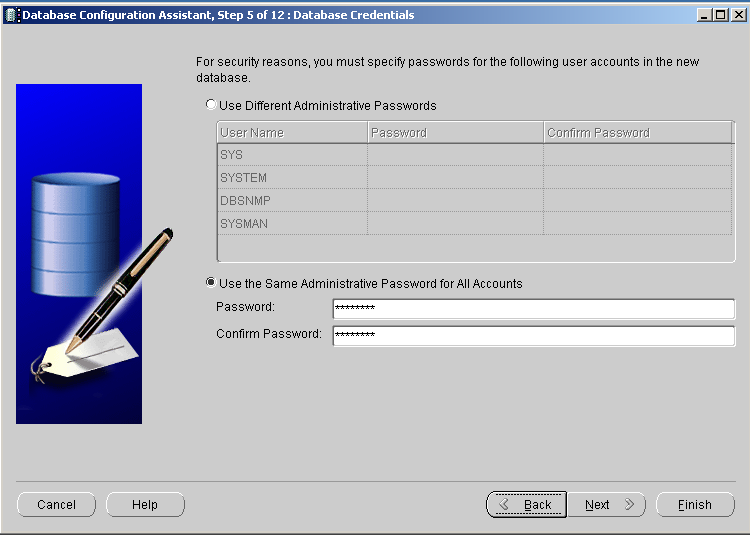 Database Configuration Assistant, Step 5 of 12 : Database Credentials
For security reasons, you must specify passwords for the following user accounts in the new
database.
Use Different Administrative Passwords
User Name Password Confirm Password
SYS
SYSTEM
DBSNMP
SYSMAN
Use the Same Administrative Password for All Accounts
Password: ********
Confirm Password: ********
Cancel Help Back Next Finish